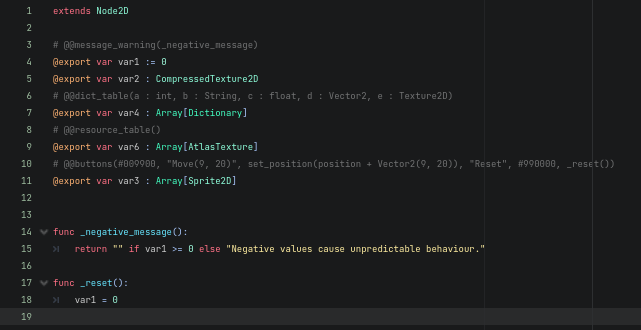 1 extends Node2D
2
3 # @@message_warning(_negative_message)
4 @export var var1 := 0
5 @export var var2 : CompressedTexture2D
6 # @@dict_table(a : int, b : String, c : float, d : Vector2, e : Texture2D)
7 @export var var4 : Array[Dictionary]
8 # @@resource_table()
9 @export var var6 : Array[AtlasTexture]
10 # @@buttons(#009900, "Move(9, 20)", set_position(position + Vector2(9, 20)), "Reset", #990000, _reset())
11 @export var var3 : Array[Sprite2D]
12
13
14 func _negative_message():
15 return "" if var1 >= 0 else "Negative values cause unpredictable behaviour."
16
17 func _reset():
18 var1 = 0
19